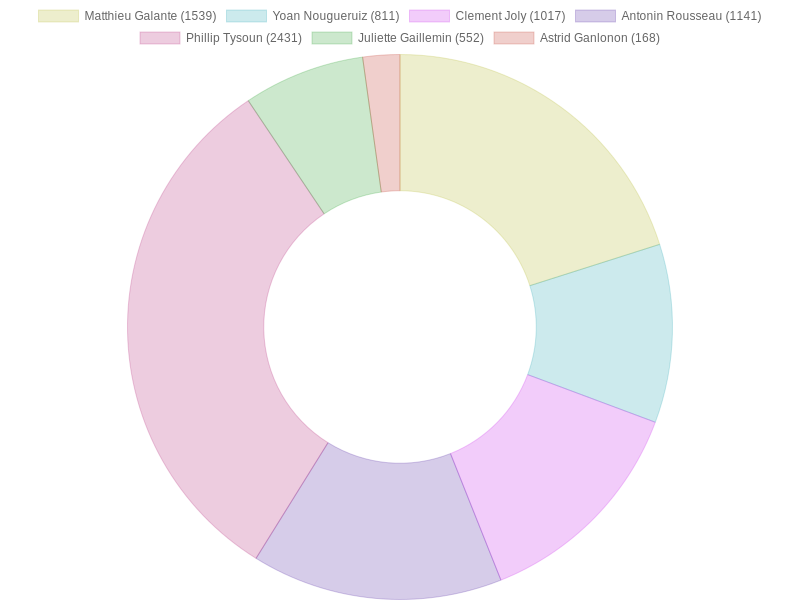 Matthieu Galante (1539) Yoan Nougueruiz (811) Clement Joly (1017) Antonin Rousseau (1141)
Phillip Tysoun (2431) Juliette Gaillemin (552) Astrid Ganlonon (168)